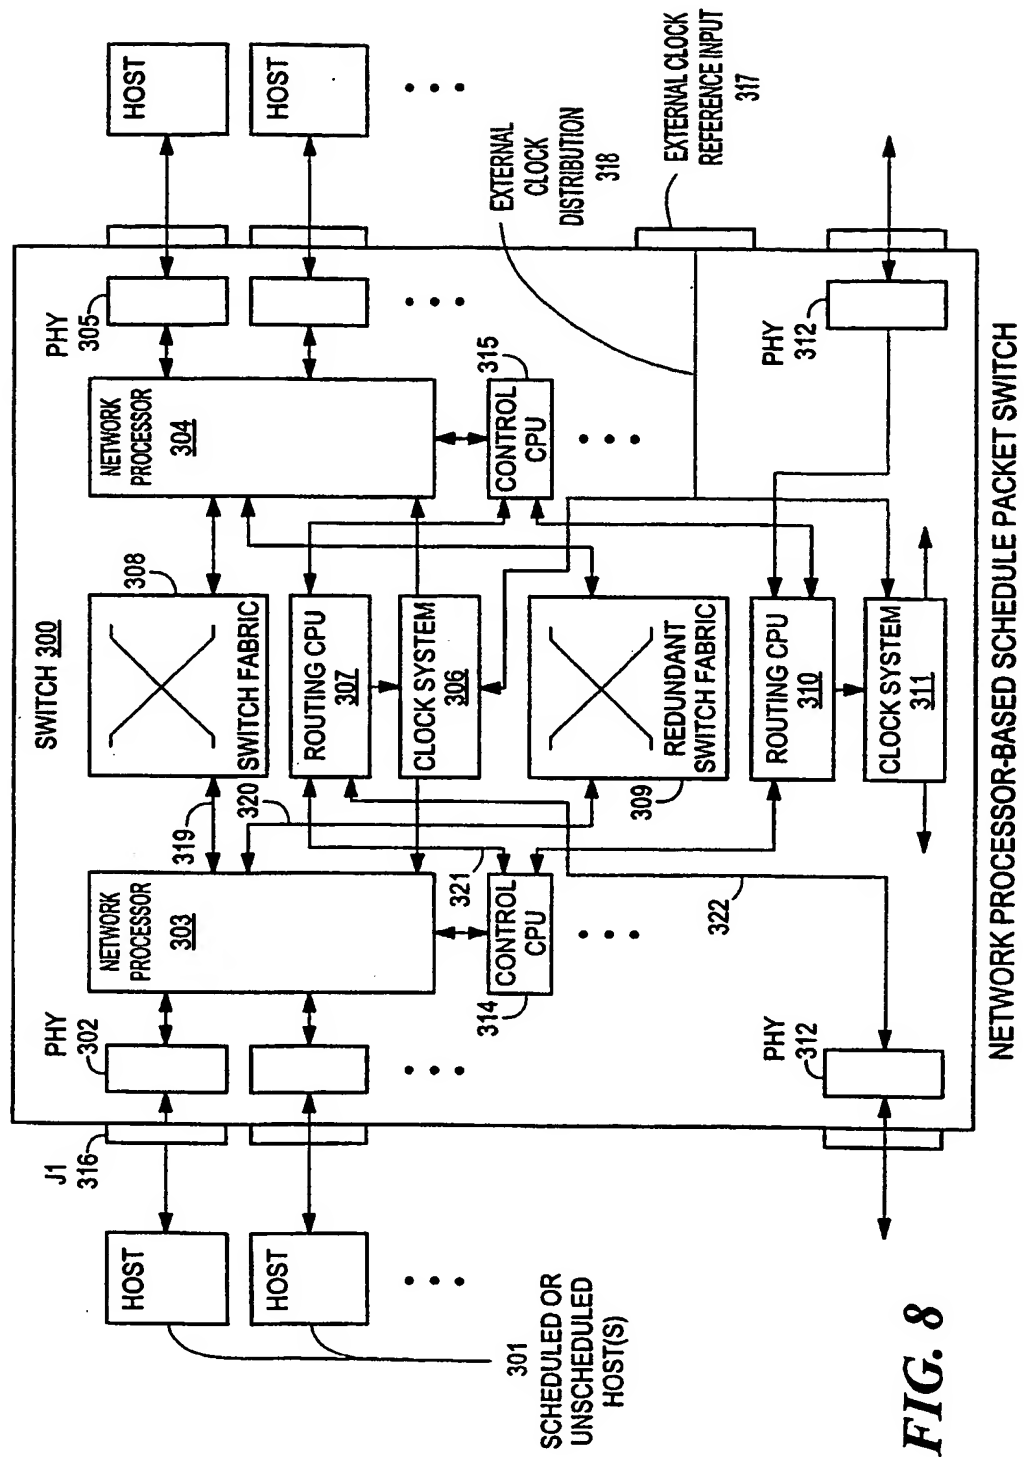 SWITCH 300
J1
316
PHY
302
NETWORK
PROCESSOR
303
319
320
SWITCH FABRIC
308
NETWORK
PROCESSOR
304
PHY
305
HOST
HOST
HOST
HOST
301
SCHEDULED OR
UNSCHEDULED
HOST(S)
ROUTING CPU
307
CLOCK SYSTEM
306
321
CONTROL
CPU
314
CONTROL
CPU
315
REDUNDANT
SWITCH FABRIC
309
EXTERNAL
CLOCK
DISTRIBUTION
318
EXTERNAL CLOCK
REFERENCE INPUT
317
322
ROUTING CPU
310
CLOCK SYSTEM
311
PHY
312
PHY
312
NETWORK PROCESSOR-BASED SCHEDULE PACKET SWITCH
FIG. 8